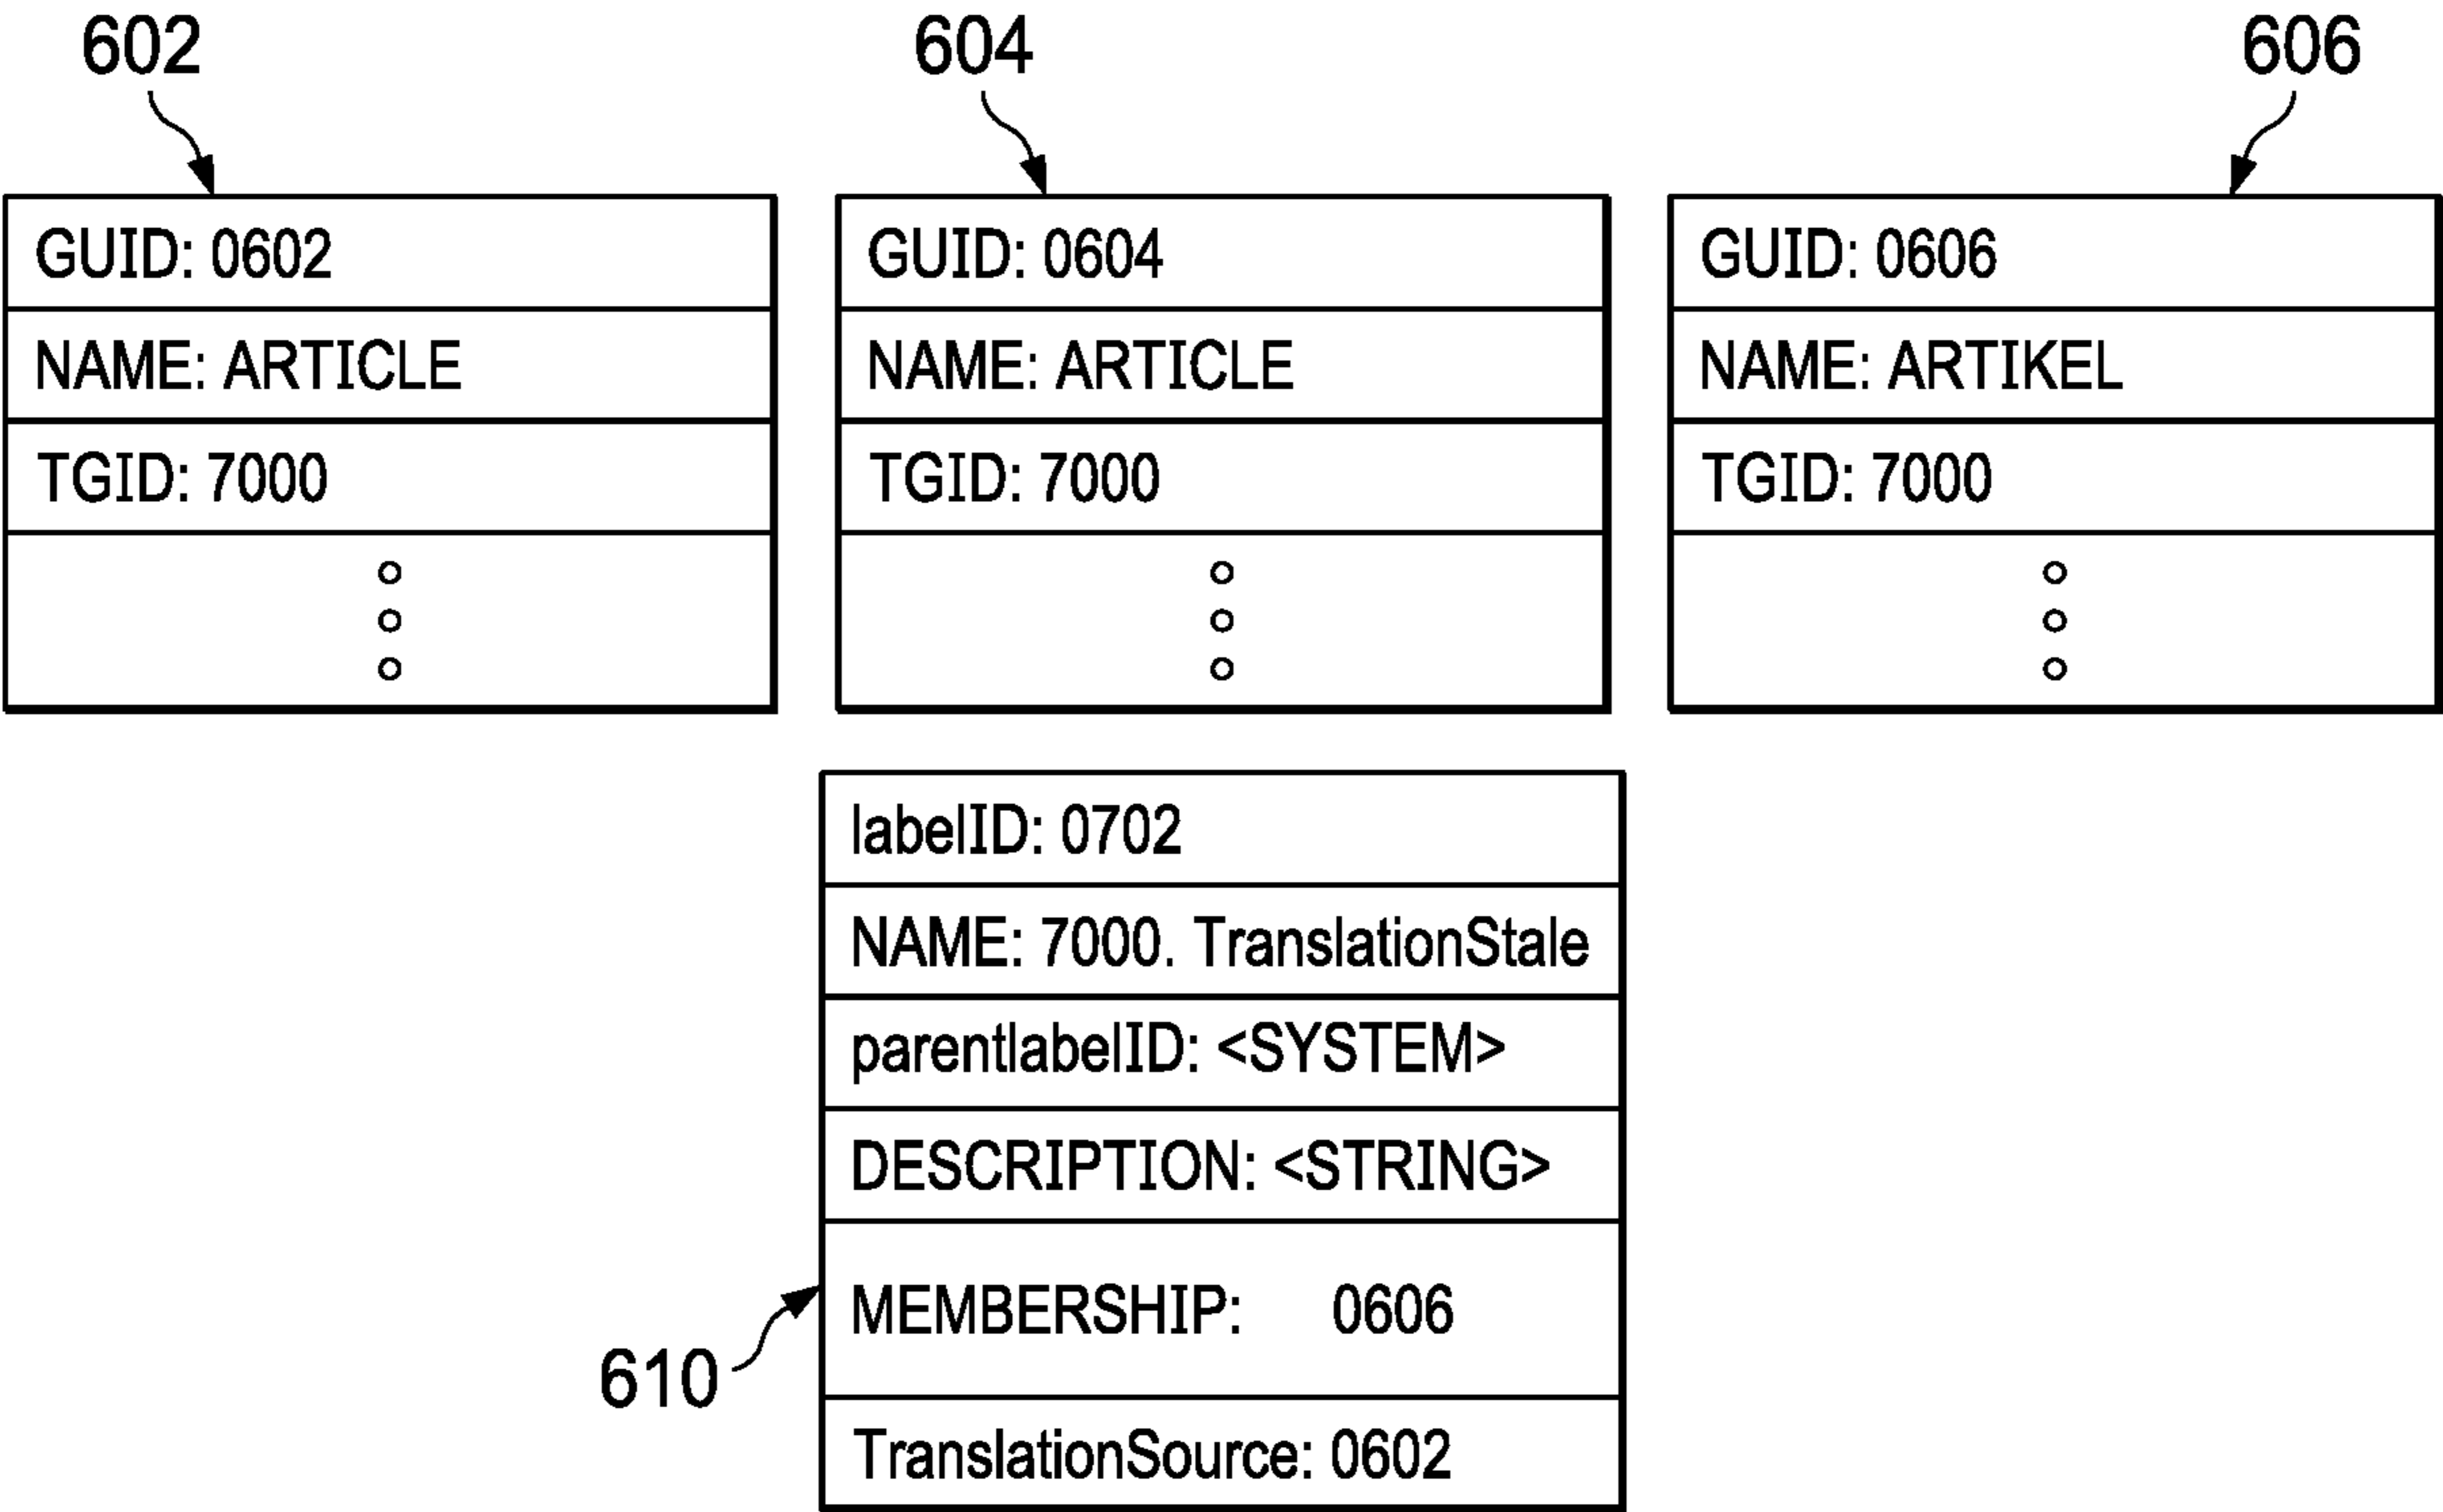 602
604
606
GUID: 0602
NAME: ARTICLE
TGID: 7000
GUID: 0604
NAME: ARTICLE
TGID: 7000
GUID: 0606
NAME: ARTIKEL
TGID: 7000
labelID: 0702
NAME: 7000. TranslationStale
parentlabelID: <SYSTEM>
DESCRIPTION: <STRING>
MEMBERSHIP: 0606
610
TranslationSource: 0602